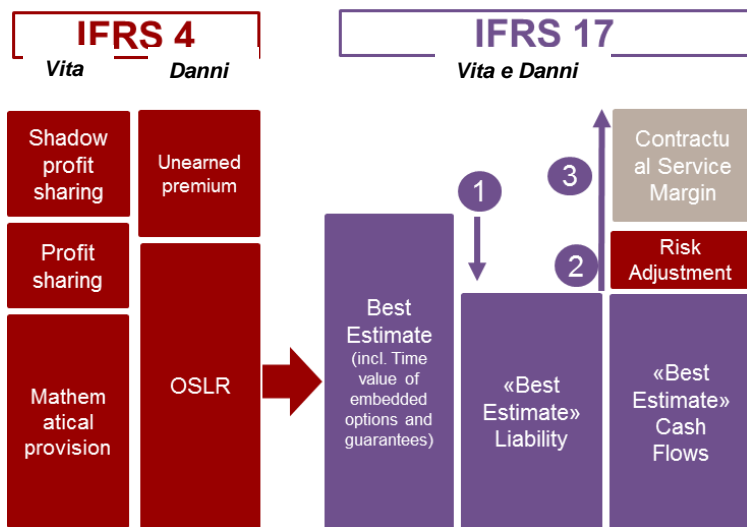 IFRS 4
IFRS 17
Vita
Danni
Vita e Danni
Shadow
profit
sharing
Profit
sharing
Mathem
atical
provision
Unearned
premium
OSLR
Best
Estimate
(incl. Time
value of
embedded
options and
guarantees)
1
«Best
Estimate»
Liability
3
2
Contractu
al Service
Margin
Risk
Adjustment
«Best
Estimate»
Cash
Flows